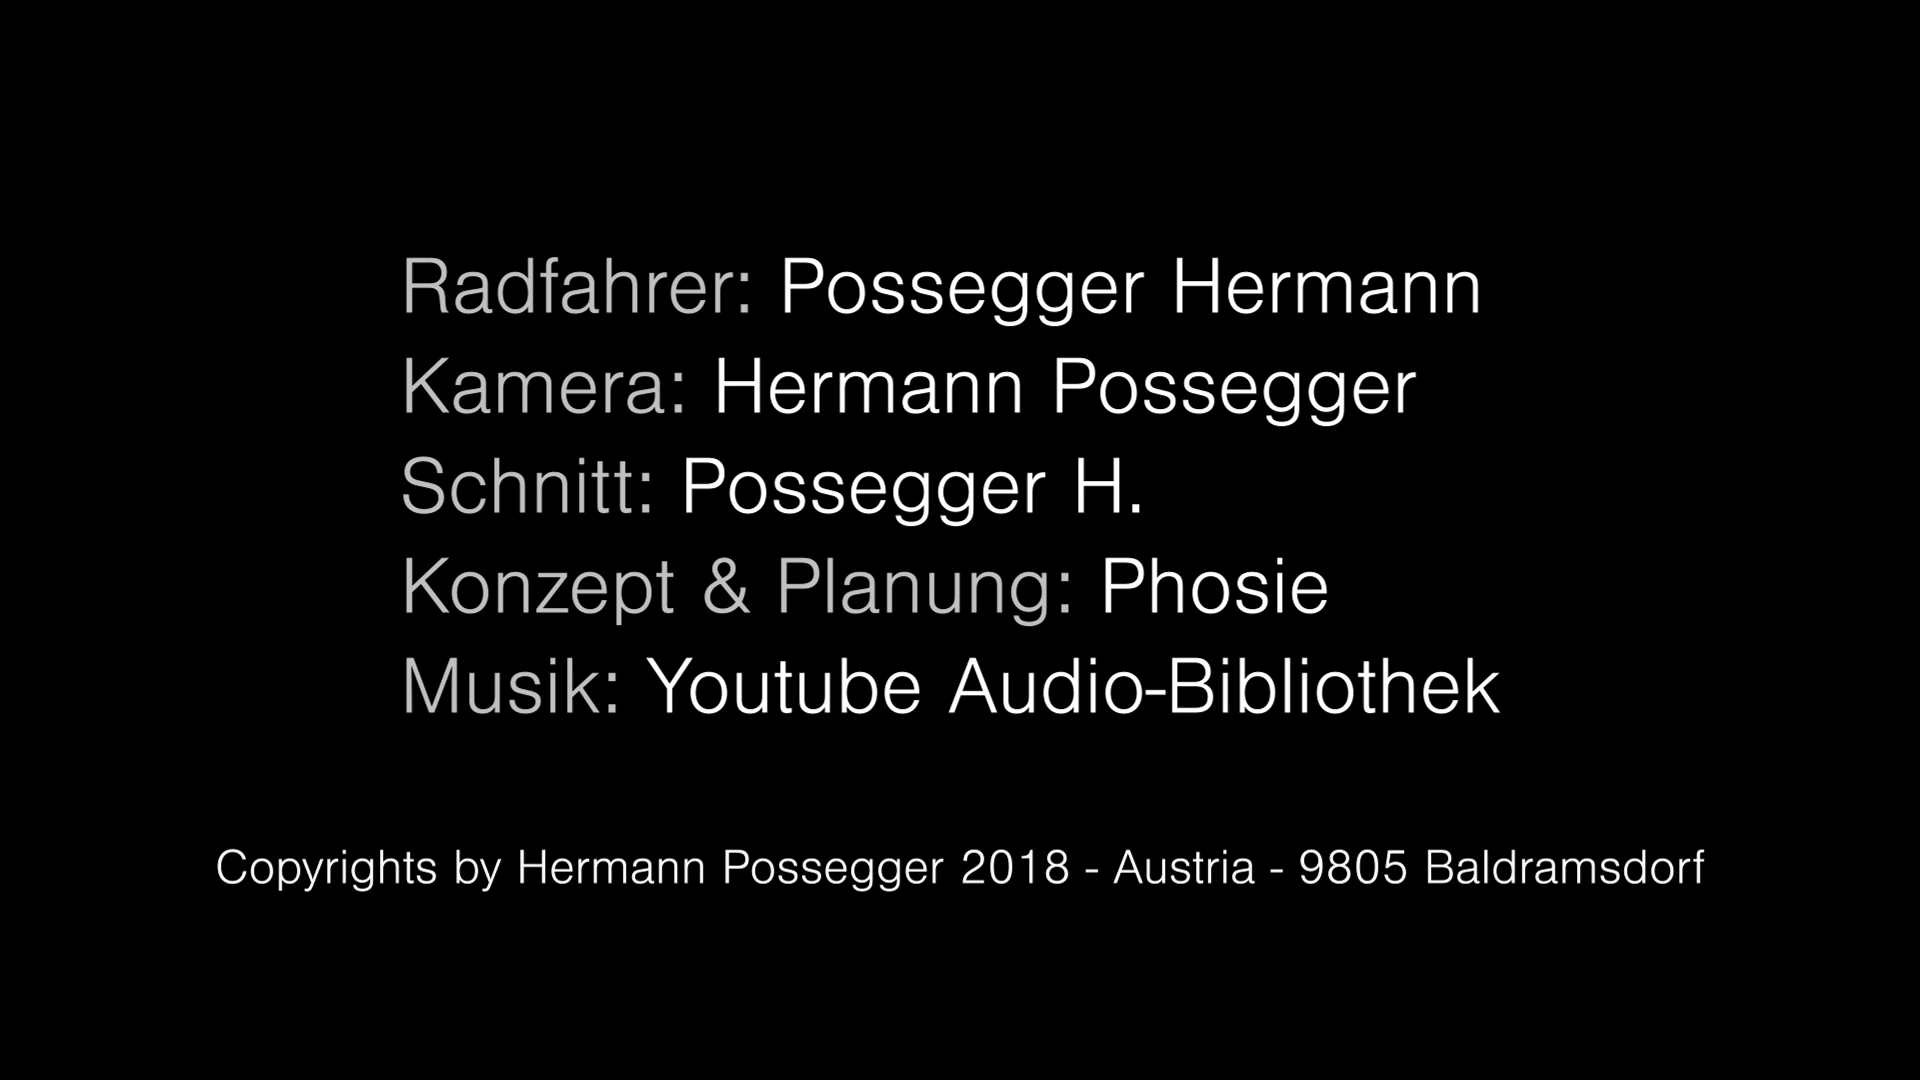 Radfahrer: Possegger Hermann
Kamera: Hermann Possegger
Schnitt: Possegger H.
Konzept & Planung: Phosie
Musik: Youtube Audio-Bibliothek
Copyrights by Hermann Possegger 2018 - Austria - 9805 Baldramsdorf